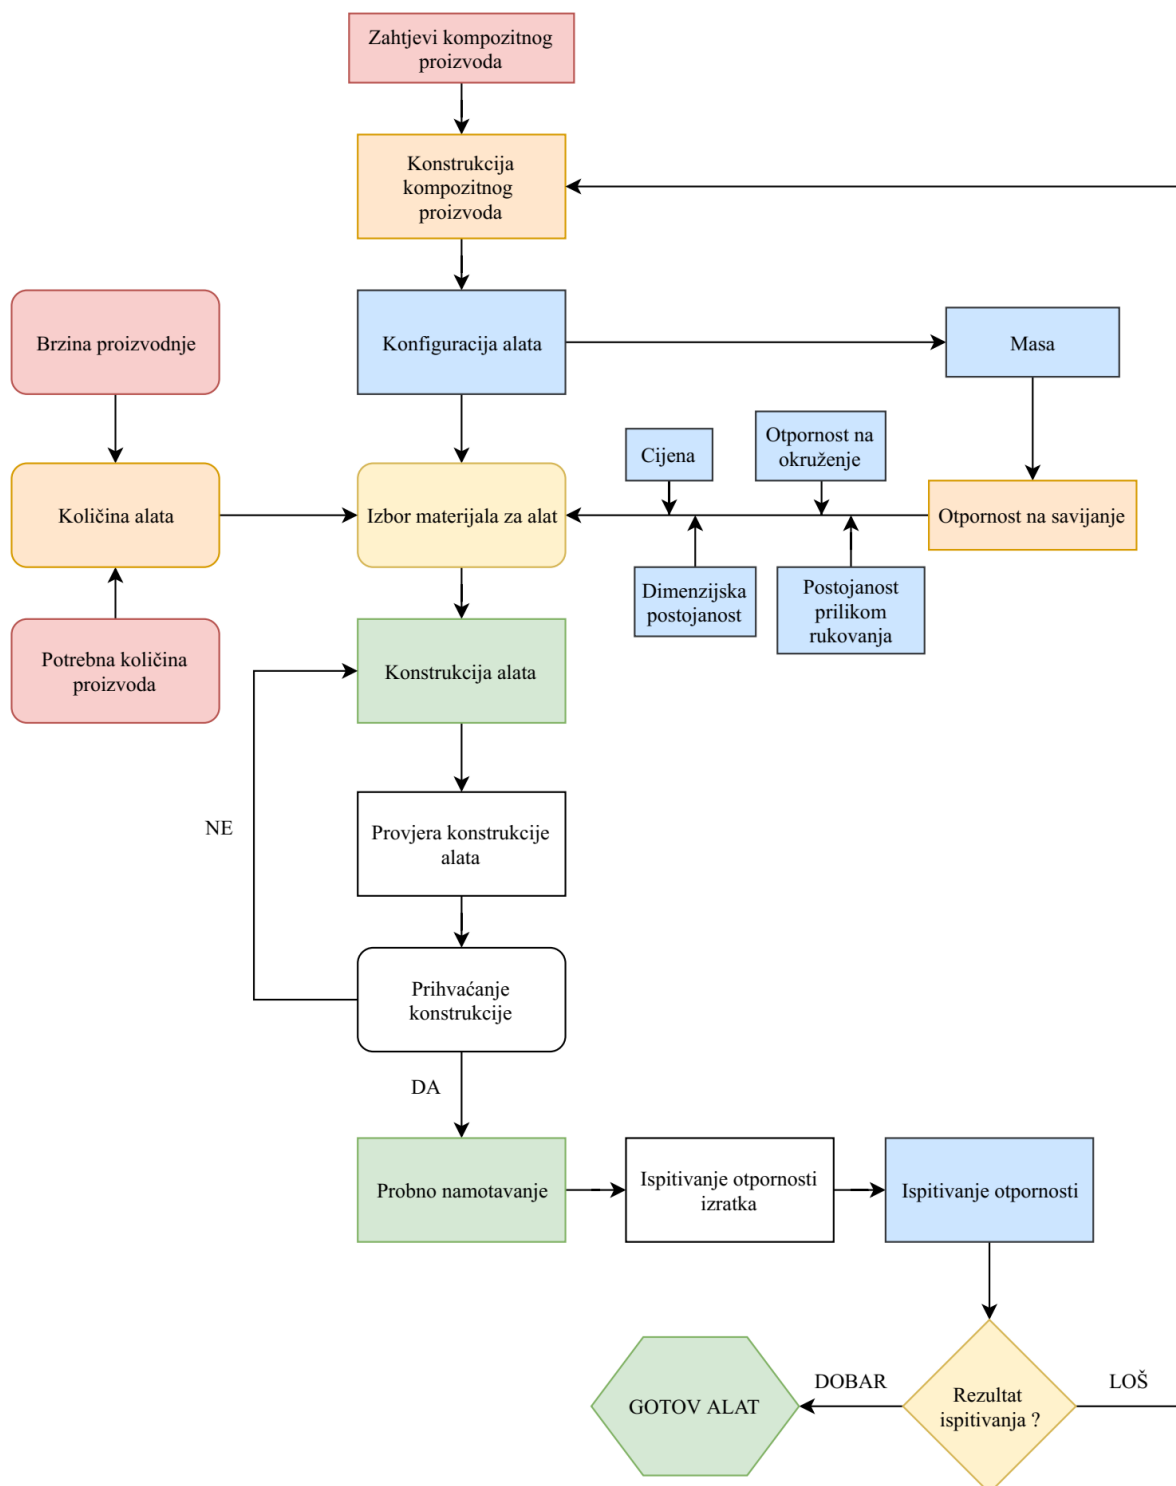 Zahtjevi kompozitnog
proizvoda
Konstrukcija
kompozitnog
proizvoda
Brzina proizvodnje
Konfiguracija alata
Masa
Cijena
Otpornost na
okruženje
Količina alata
Izbor materijala za alat
Otpornost na savijanje
Dimenzijska
postojanost
Postojanost
prilikom
rukovanja
Potrebna količina
proizvoda
Konstrukcija alata
NE
Provjera konstrukcije
alata
Prihvaćanje
konstrukcije
DA
Probno namotavanje
Ispitivanje otpornosti
izratka
Ispitivanje otpornosti
GOTOV ALAT
DOBAR
Rezultat
ispitivanja ?
LOŠ